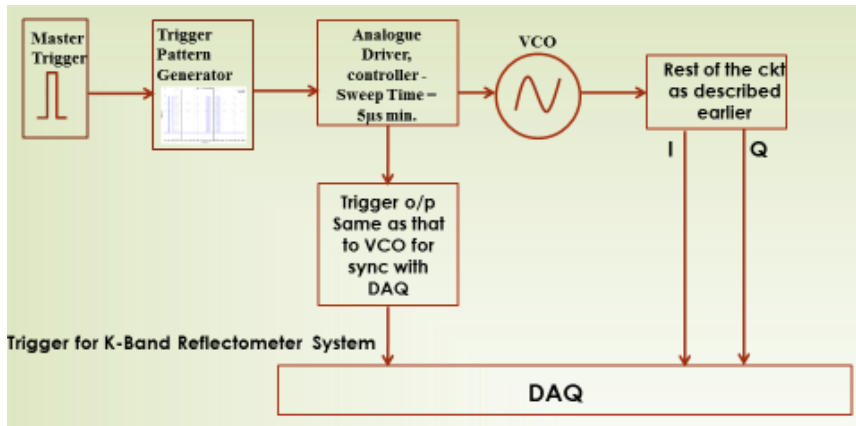 Master
Trigger
Trigger
Pattern
Generator
Analogue
Driver,
controller -
Sweep Time =
5µs min.
VCO
Rest of the ckt
as described
earlier
I
Q
Trigger o/p
Same as that
to VCO for
sync with
DAQ
Trigger for K-Band Reflectometer System
DAQ